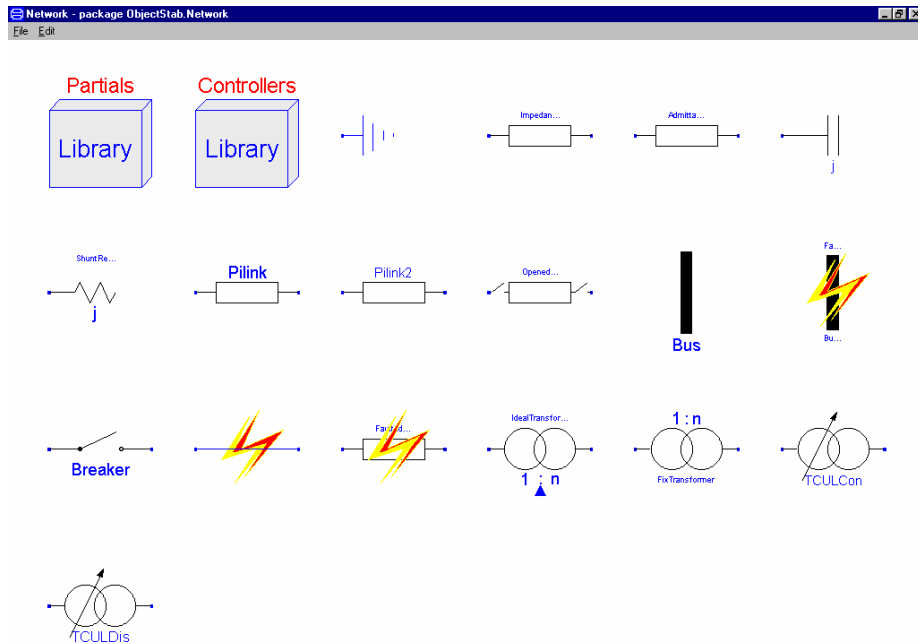 Network - package ObjectStab.Network
File Edit
Partials
Controllers
Library
Library
Impedan...
Admitta...
j
ShuntRe...
j
Pilink
Pilink2
Opened...
Bus
Fa...
Bu...
Breaker
Faulted...
IdealTransfor...
1 : n
1:n
FixTransformer
TCULCon
TCULDis